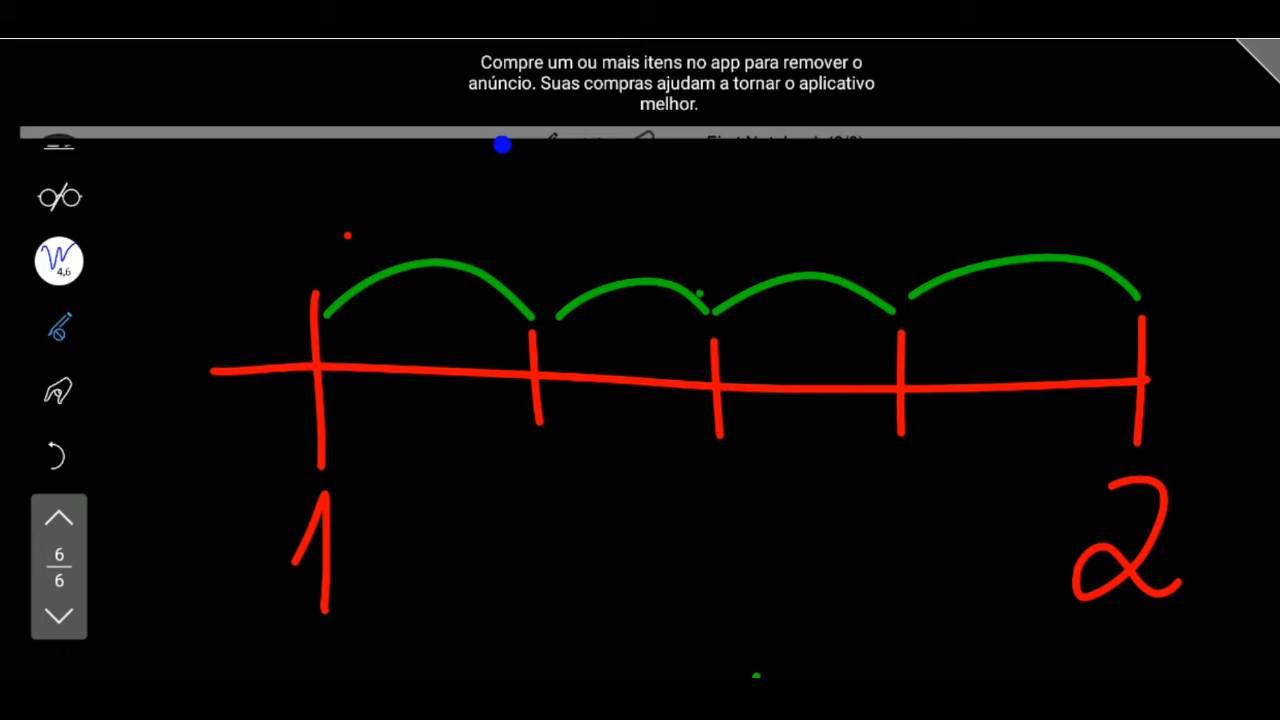 Compre um ou mais itens no app para remover o
anúncio. Suas compras ajudam a tornar o aplicativo
melhor.
4,6
6
6
1
2